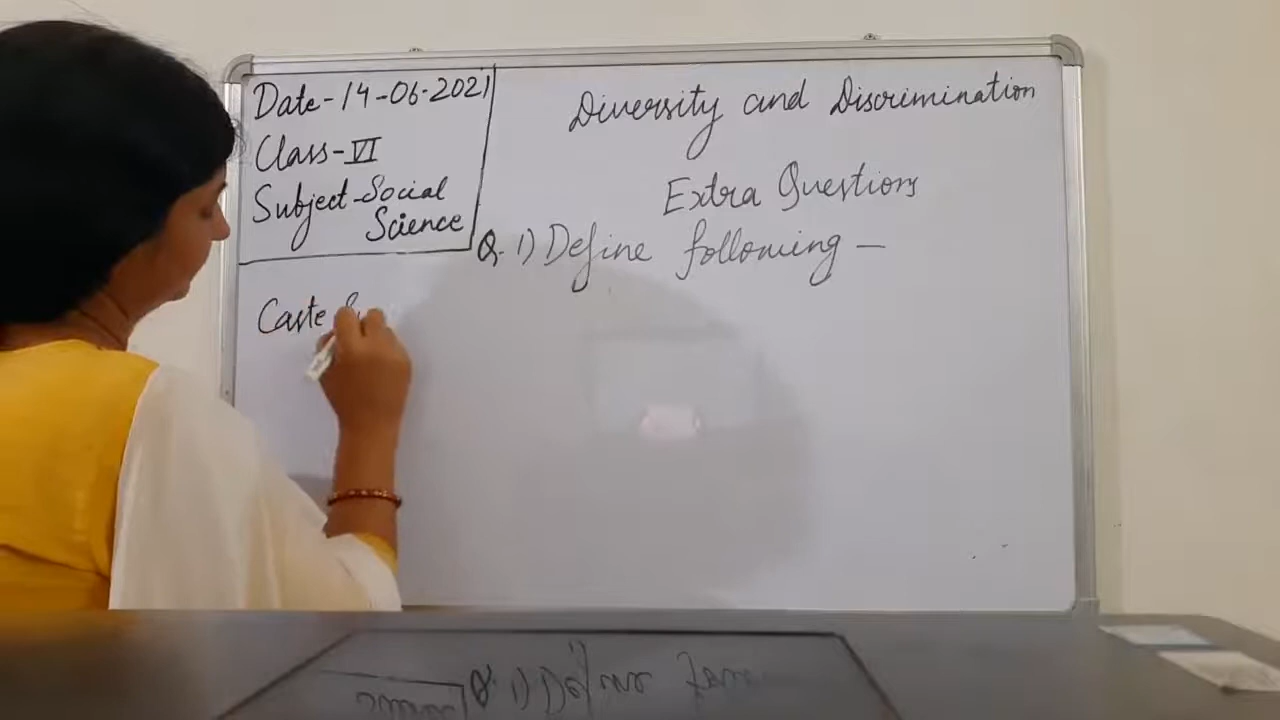 Date-14-06-2021
Class-VI
Subject-Social
Science
Diversity and Discrimination
Extra Questions
Q.1) Define following -
Caste